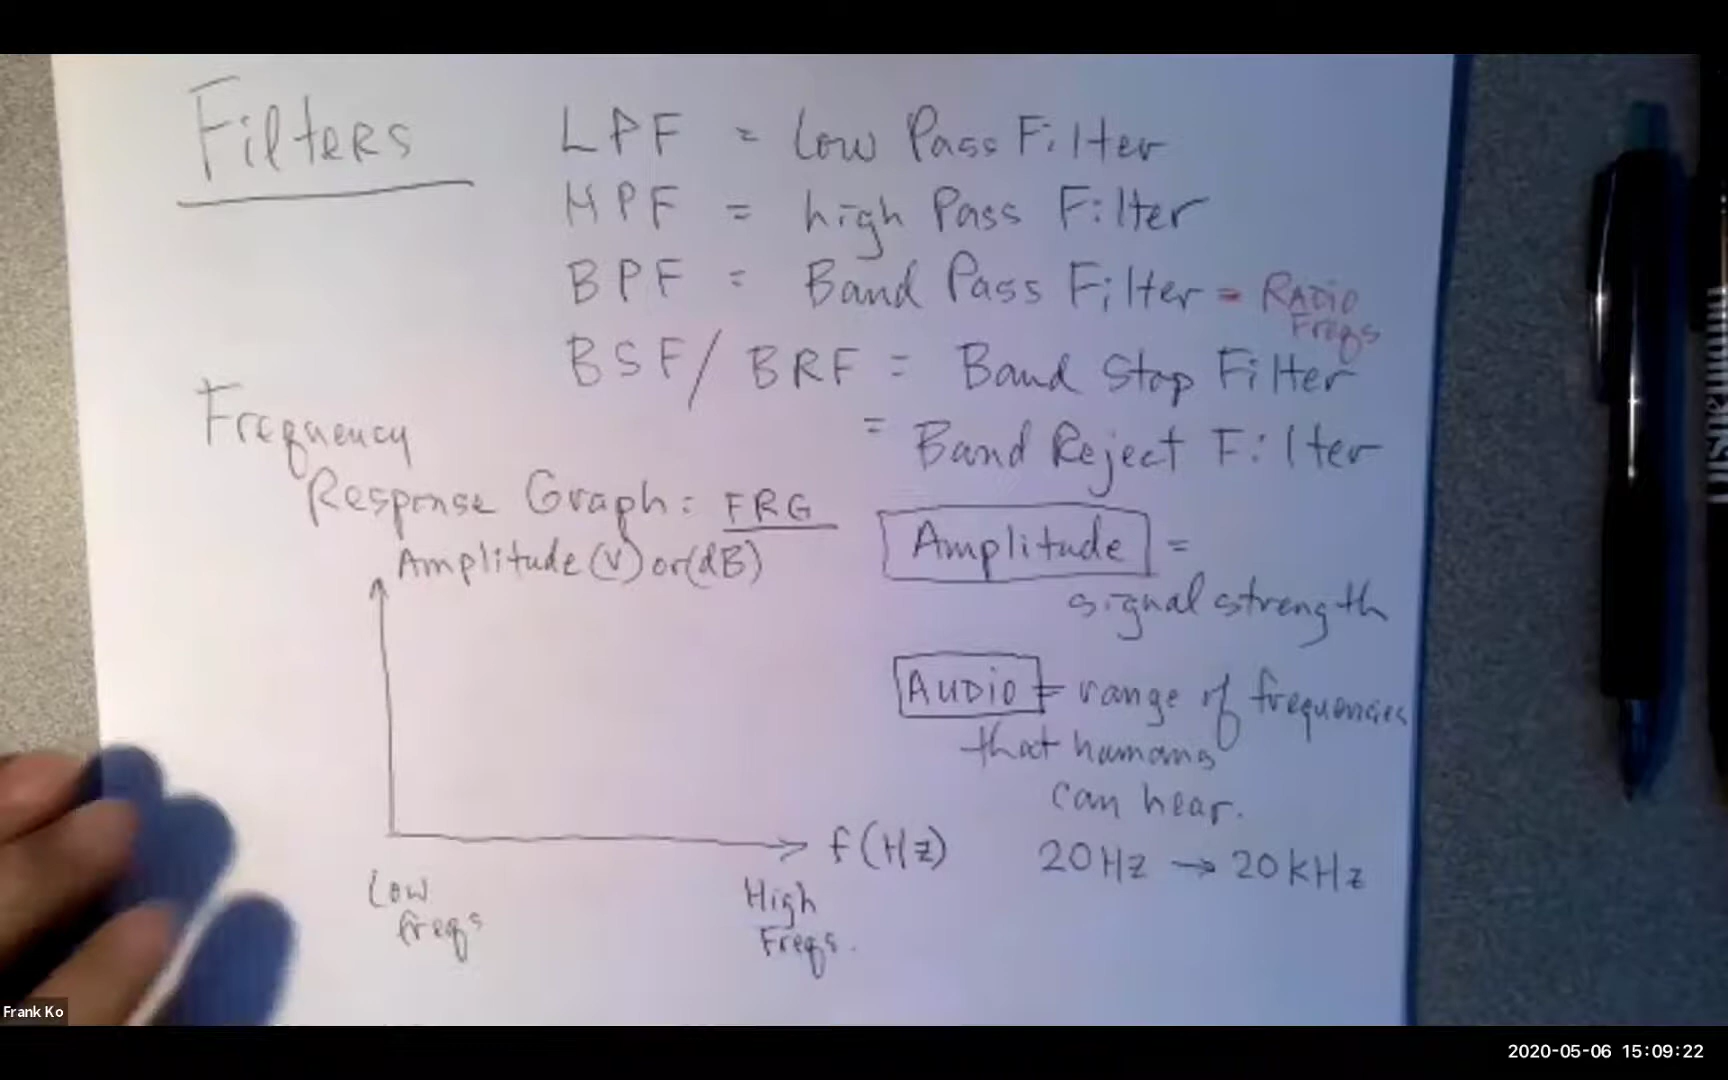 Filters
LPF = Low Pass Filter
HPF = high Pass Filter
BPF = Band Pass Filter = RADIO
Freqs
BSF/ BRF = Band Stop Filter
= Band Reject Filter
Frequency
Response Graph: FRG
Amplitude (V) or (dB)
f (Hz)
Low
freqs
High
Freqs.
Amplitude =
signal strength
AUDIO = range of frequencies
that humans
can hear.
20Hz → 20kHz
Frank Ko
2020-05-06 15:09:22